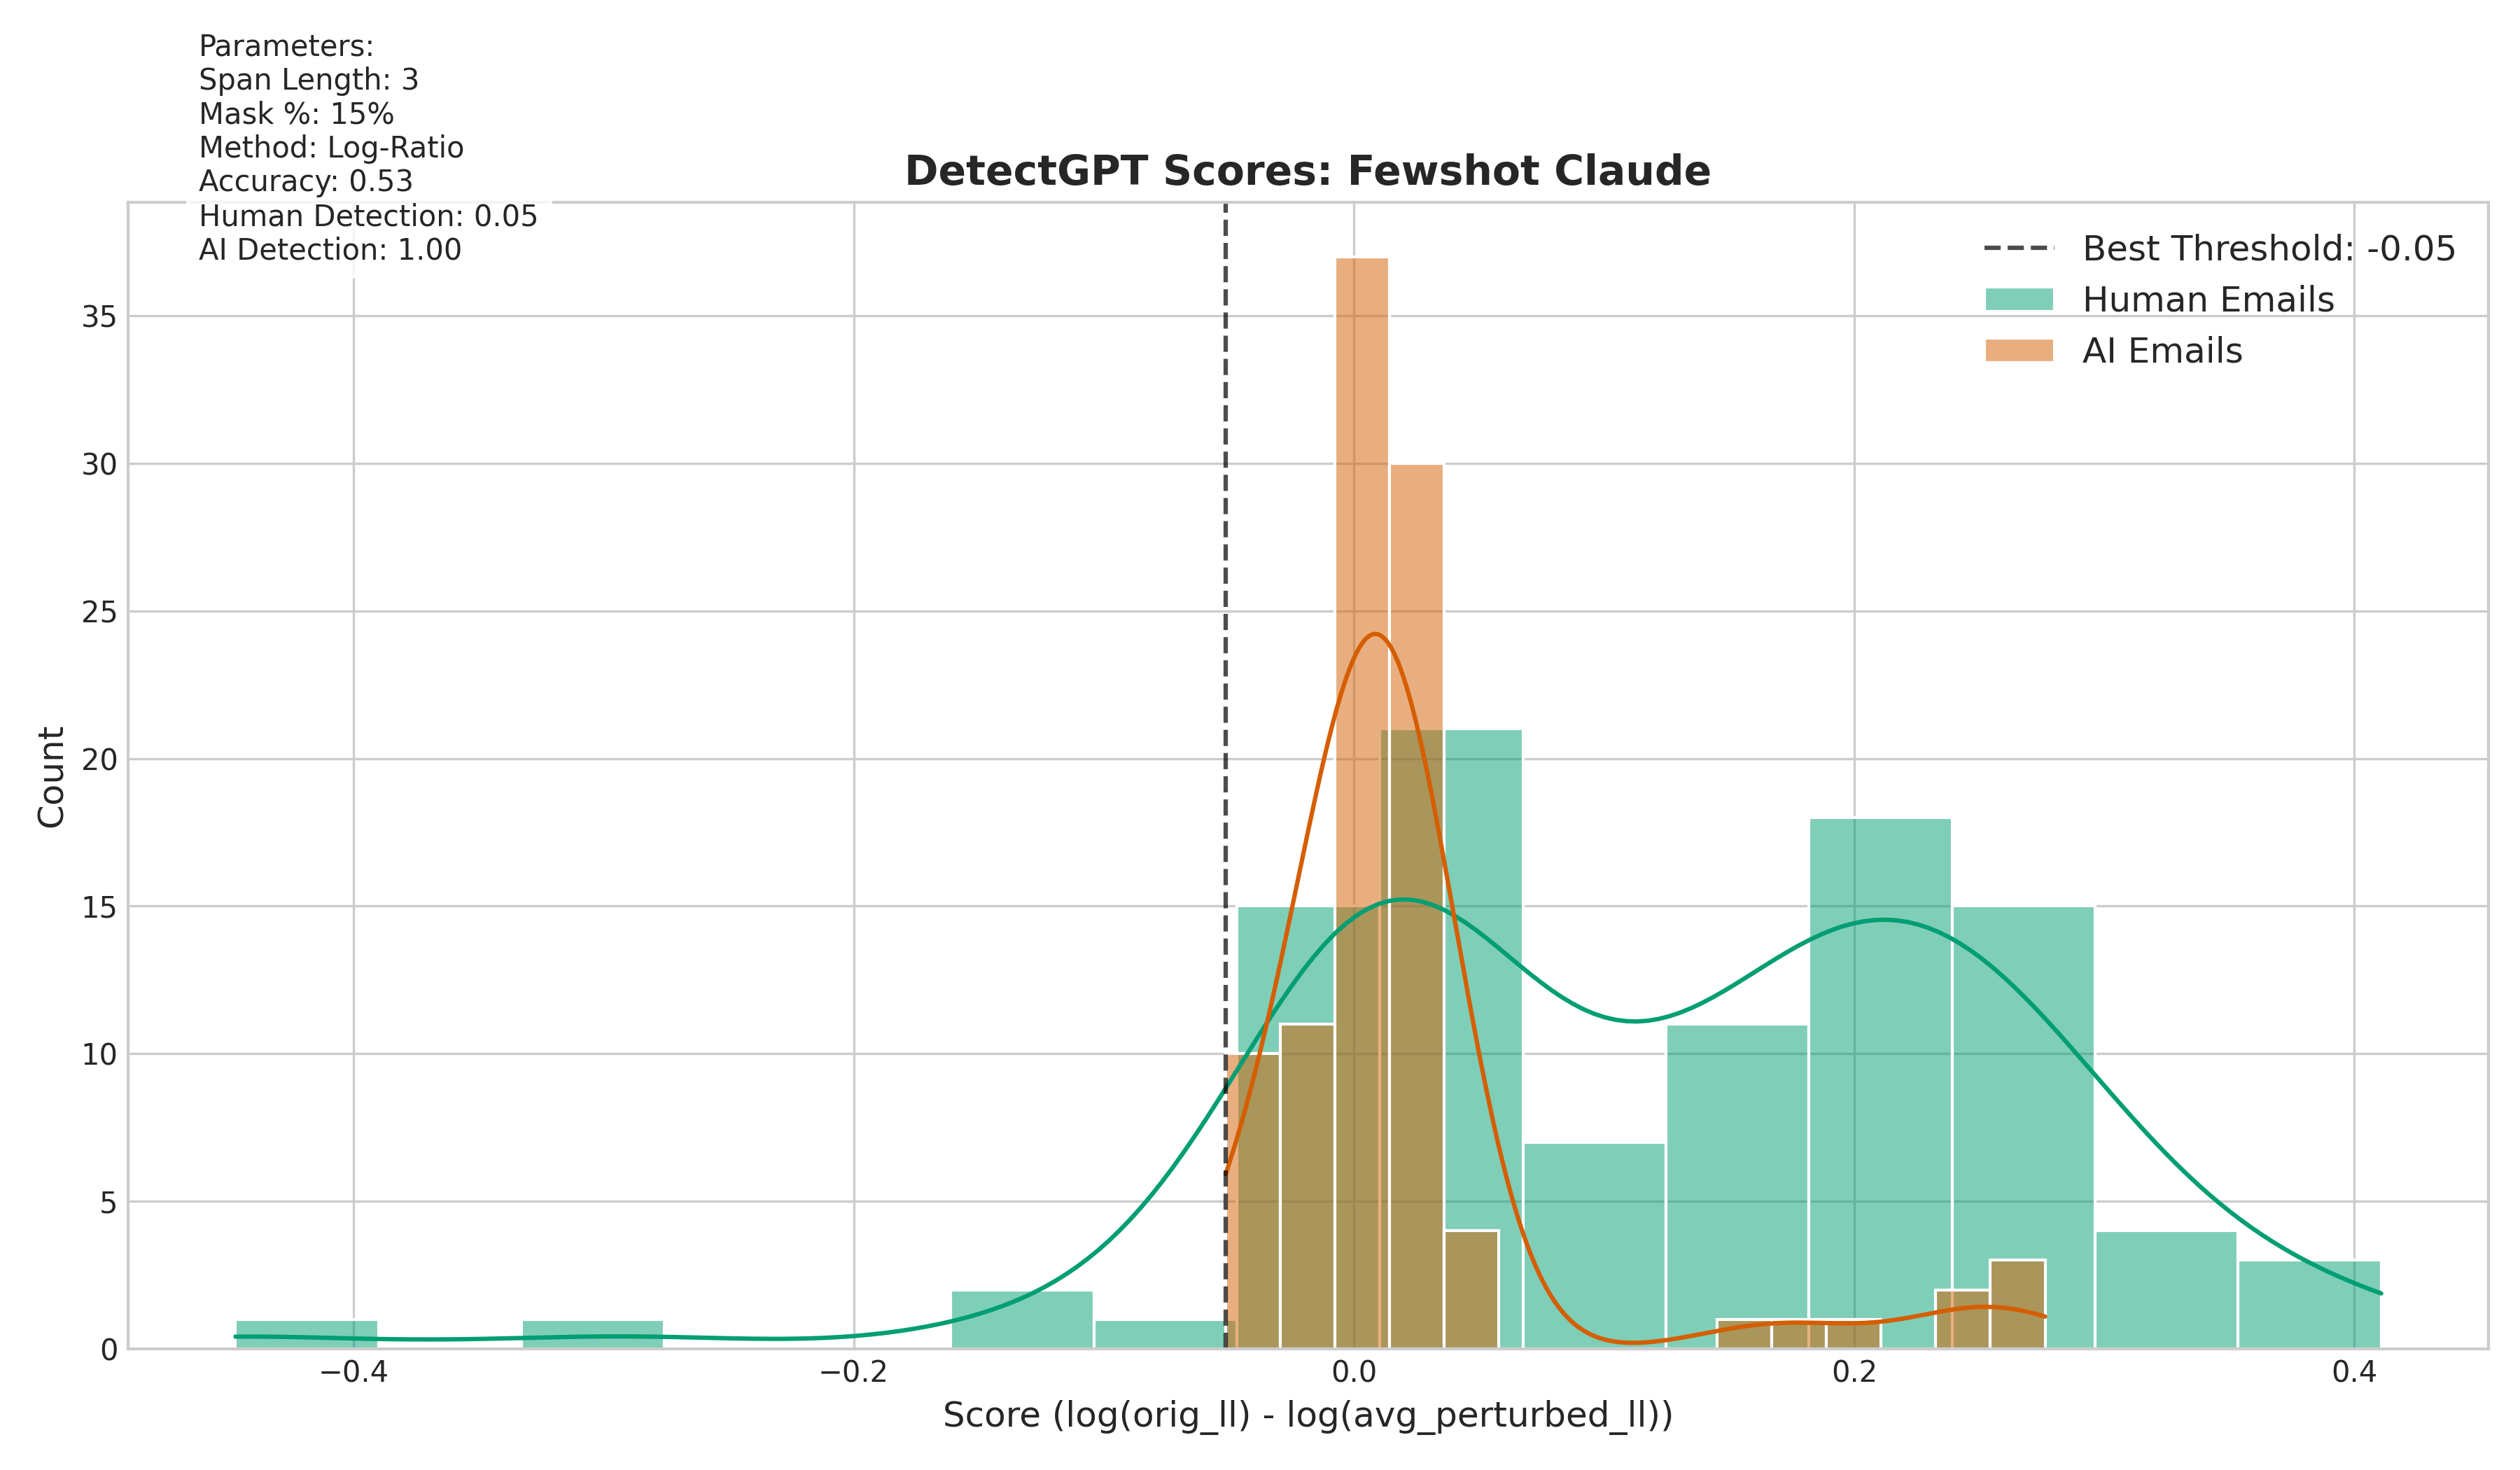 Parameters:
Span Length: 3
Mask %: 15%
Method: Log-Ratio
Accuracy: 0.53
Human Detection: 0.05
AI Detection: 1.00
DetectGPT Scores: Fewshot Claude
Best Threshold: -0.05
Human Emails
AI Emails
Count
35
30
25
20
15
10
5
0
−0.4
−0.2
0.0
0.2
0.4
Score (log(orig_ll) - log(avg_perturbed_ll))